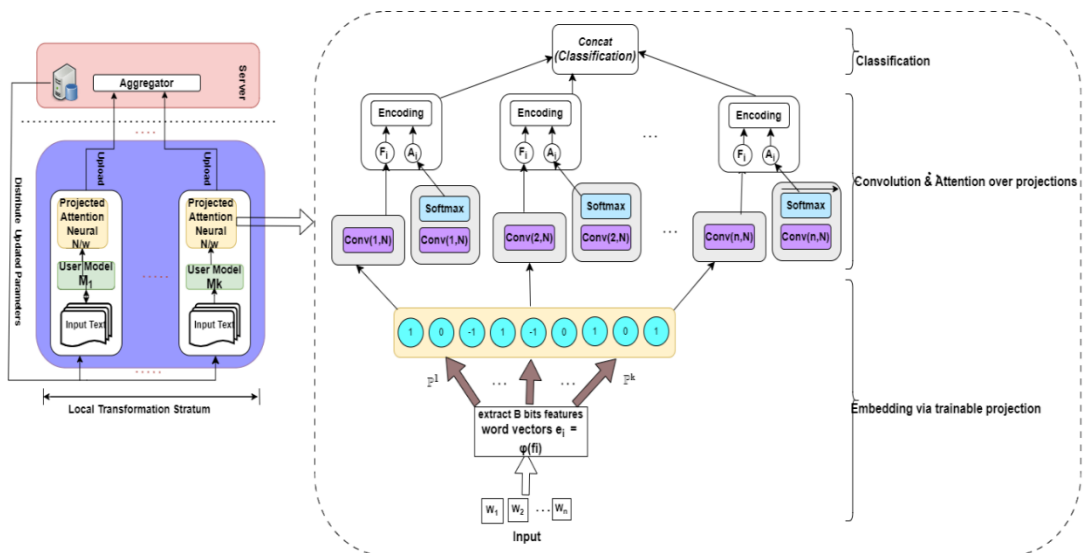 Server
Aggregator
....
Upload
Upload
Distribute Updated Parameters
Projected
Attention
Neural
N/w
User Model
M1
Input Text
.....
.....
.....
Projected
Attention
Neural N/w
User Model
Mk
Input Text
.....
Local Transformation Stratum
Concat
(Classification)
Encoding
Fi
Ai
Encoding
Fi
Ai
...
Encoding
Fi
Ai
Softmax
Conv(1,N)
Conv(1,N)
Softmax
Conv(2,N)
Conv(2,N)
...
Softmax
Conv(n,N)
Conv(n,N)
1 0 -1 1 -1 0 1 0 1
P1 ... ... Pk
extract B bits features
word vectors ei =
φ(fi)
W1 W2 ... Wn
Input
Classification
Convolution & Attention over projections
Embedding via trainable projection